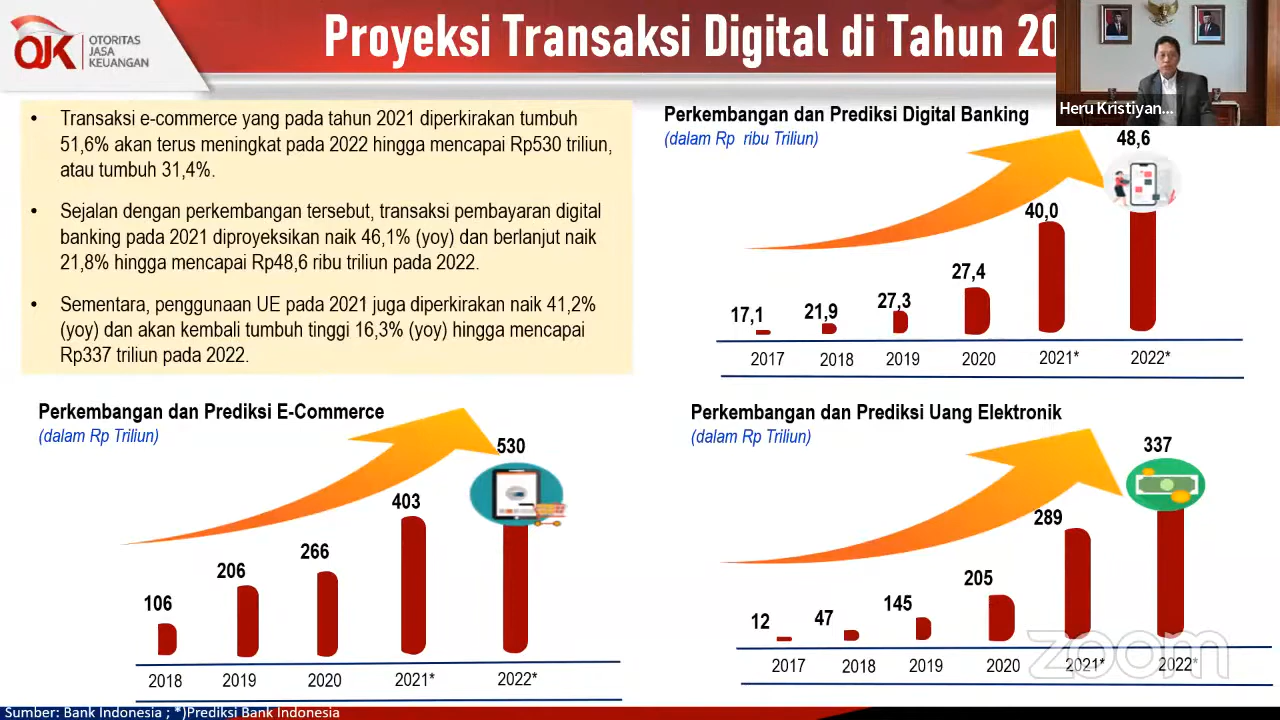 OJK
OTORITAS
JASA
KEUANGAN
Proyeksi Transaksi Digital di Tahun 20
Heru Kristiyan...
• Transaksi e-commerce yang pada tahun 2021 diperkirakan tumbuh
51,6% akan terus meningkat pada 2022 hingga mencapai Rp530 triliun,
atau tumbuh 31,4%.
• Sejalan dengan perkembangan tersebut, transaksi pembayaran digital
banking pada 2021 diproyeksikan naik 46,1% (yoy) dan berlanjut naik
21,8% hingga mencapai Rp48,6 ribu triliun pada 2022.
• Sementara, penggunaan UE pada 2021 juga diperkirakan naik 41,2%
(yoy) dan akan kembali tumbuh tinggi 16,3% (yoy) hingga mencapai
Rp337 triliun pada 2022.
Perkembangan dan Prediksi Digital Banking
(dalam Rp ribu Triliun)
17,1 21,9 27,3 27,4 40,0 48,6
2017 2018 2019 2020 2021* 2022*
Perkembangan dan Prediksi E-Commerce
(dalam Rp Triliun)
106 206 266 403 530
2018 2019 2020 2021* 2022*
Perkembangan dan Prediksi Uang Elektronik
(dalam Rp Triliun)
12 47 145 205 289 337
2017 2018 2019 2020 2021* 2022*
zoom
Sumber: Bank Indonesia ; *)Prediksi Bank Indonesia